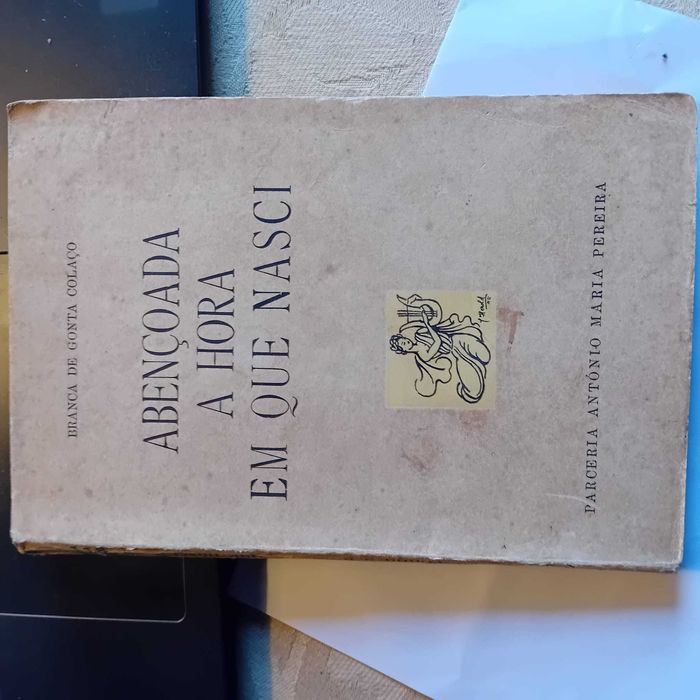 BRANCA DE GONTA COLAÇO
ABENÇOADA
A HORA
EM QUE NASCI
PARCERIA ANTÓNIO MARIA PEREIRA